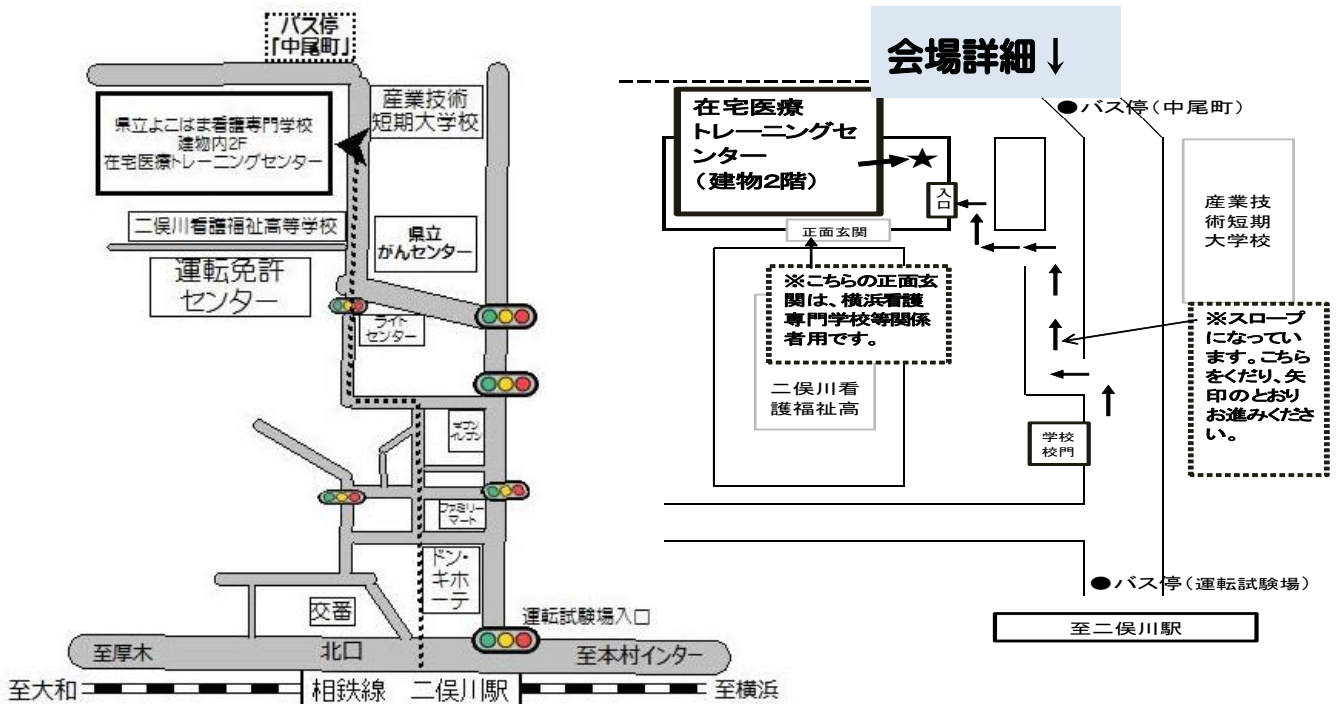 バス停
「中尾町」
産業技術
短期大学校
県立よこはま看護専門学校
建物内2F
在宅医療トレーニングセンター
二俣川看護福祉高等学校
県立
がんセンター
運転免許
センター
ライト
センター
セブン
イレブン
ファミリー
マート
ドン・
キホ
ーテ
交番
運転試験場入口
至厚木
北口
至本村インター
至大和
相鉄線 二俣川駅
至横浜
会場詳細↓
在宅医療
トレーニングセ
ンター
(建物2階)
★
●バス停(中尾町)
入
口
産業技
術短期
大学校
正面玄関
※こちらの正面玄
関は、横浜看護
専門学校等関係
者用です。
二俣川看
護福祉高
※スロープ
になってい
ます。こちら
をくだり、矢
印のとおり
お進みくださ
い。
学校
校門
●バス停(運転試験場)
至二俣川駅